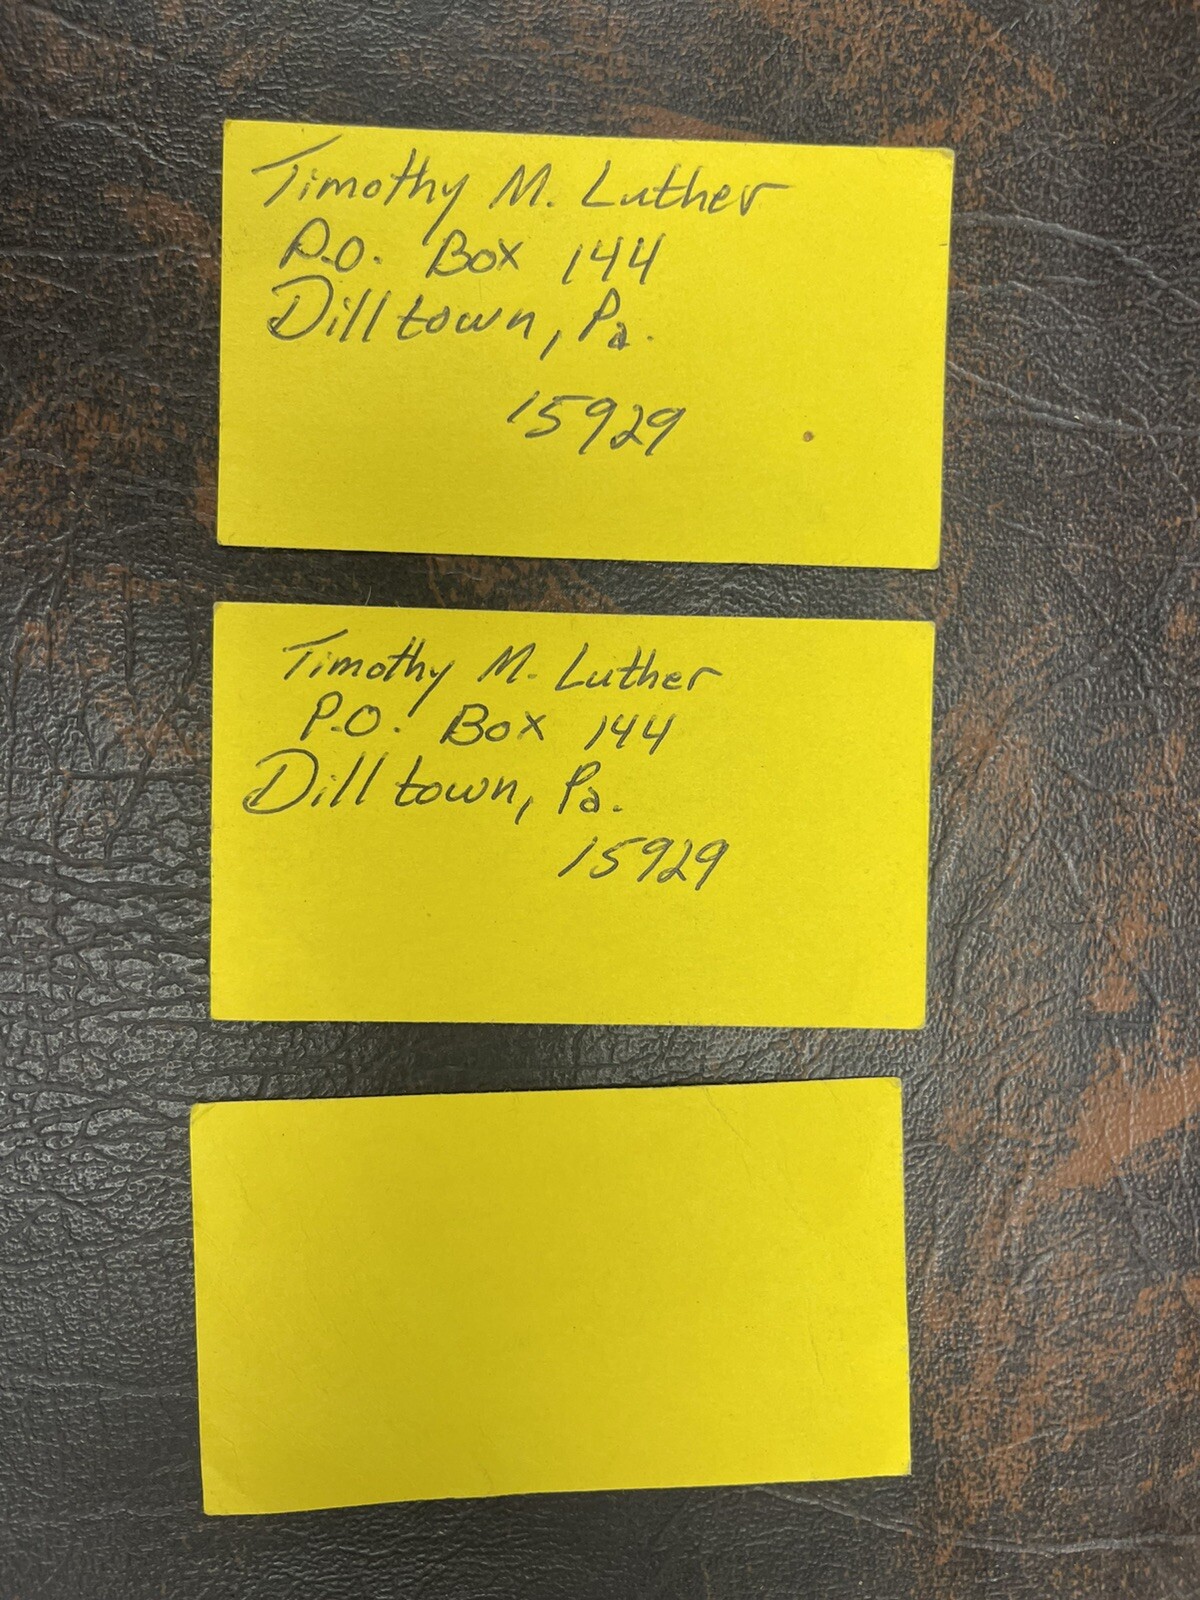 Timothy M. Luther
P.O. Box 144
Dilltown, Pa.
15929
Timothy M. Luther
P.O. Box 144
Dilltown, Pa.
15929